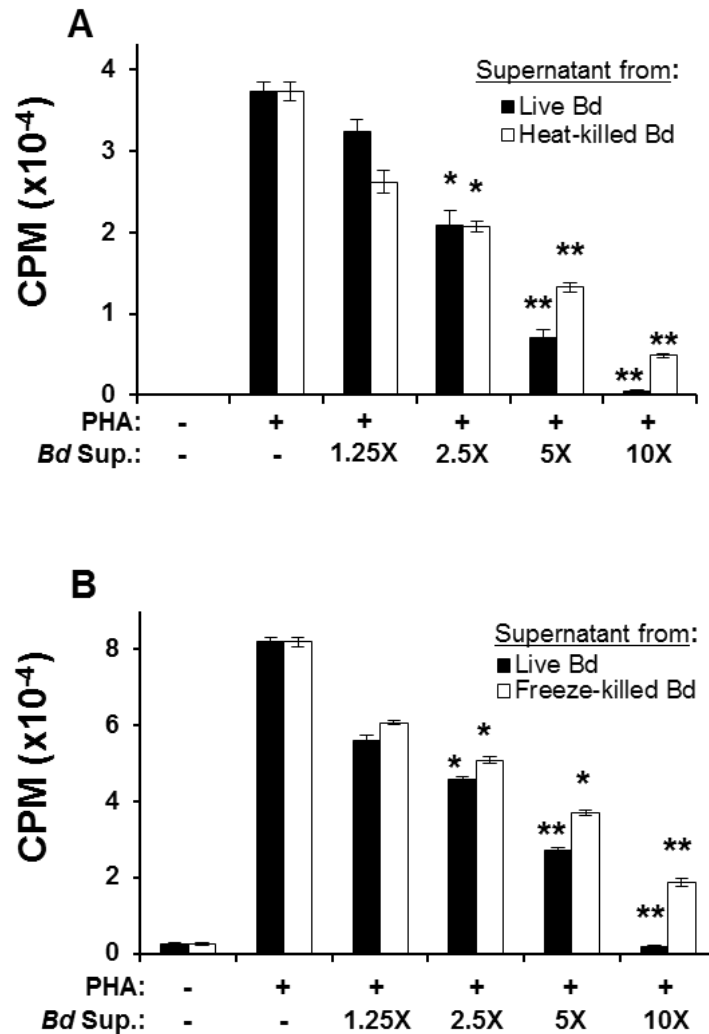 A
CPM (x10-4)
4
3
2
1
0
Supernatant from:
Live Bd
Heat-killed Bd
* *
** **
** **
PHA: - + + + + +
Bd Sup.: - - 1.25X 2.5X 5X 10X
B
CPM (x10-4)
8
6
4
2
0
Supernatant from:
Live Bd
Freeze-killed Bd
* *
** *
** **
PHA: - + + + + +
Bd Sup.: - - 1.25X 2.5X 5X 10X